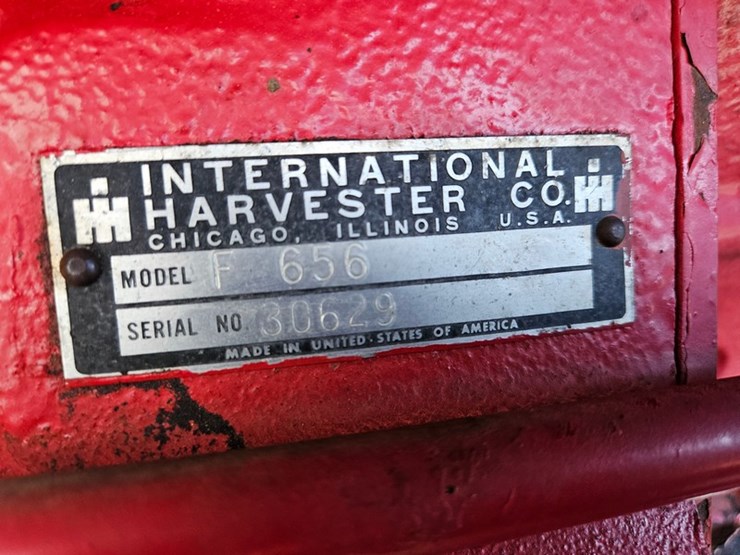 INTERNATIONAL
HARVESTER CO.
CHICAGO, ILLINOIS U.S.A.
MODEL F 656
SERIAL NO. 30629
MADE IN UNITED STATES OF AMERICA